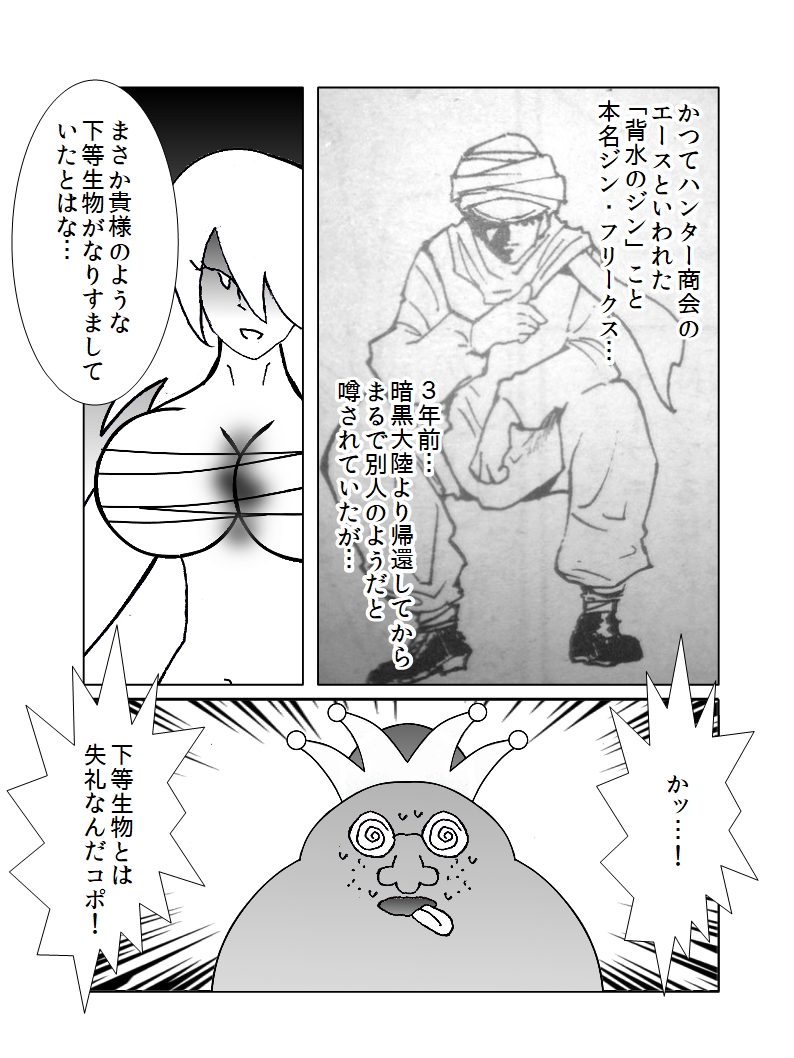 かつてハンター商会の
エースといわれた
「背水のジン」こと
本名ジン・フリークス…
３年前…
暗黒大陸より帰還してから
まるで別人のようだと
噂されていたが…
まさか貴様のような
下等生物がなりすまして
いたとはな…
かッ…！
下等生物とは
失礼なんだコポ！